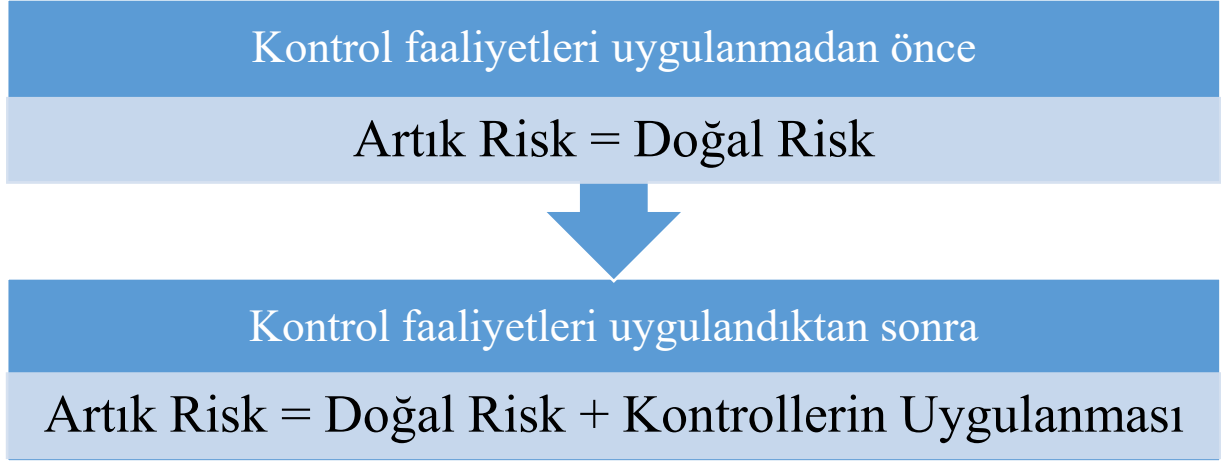 Kontrol faaliyetleri uygulanmadan önce
Artık Risk = Doğal Risk
Kontrol faaliyetleri uygulandıktan sonra
Artık Risk = Doğal Risk + Kontrollerin Uygulanması